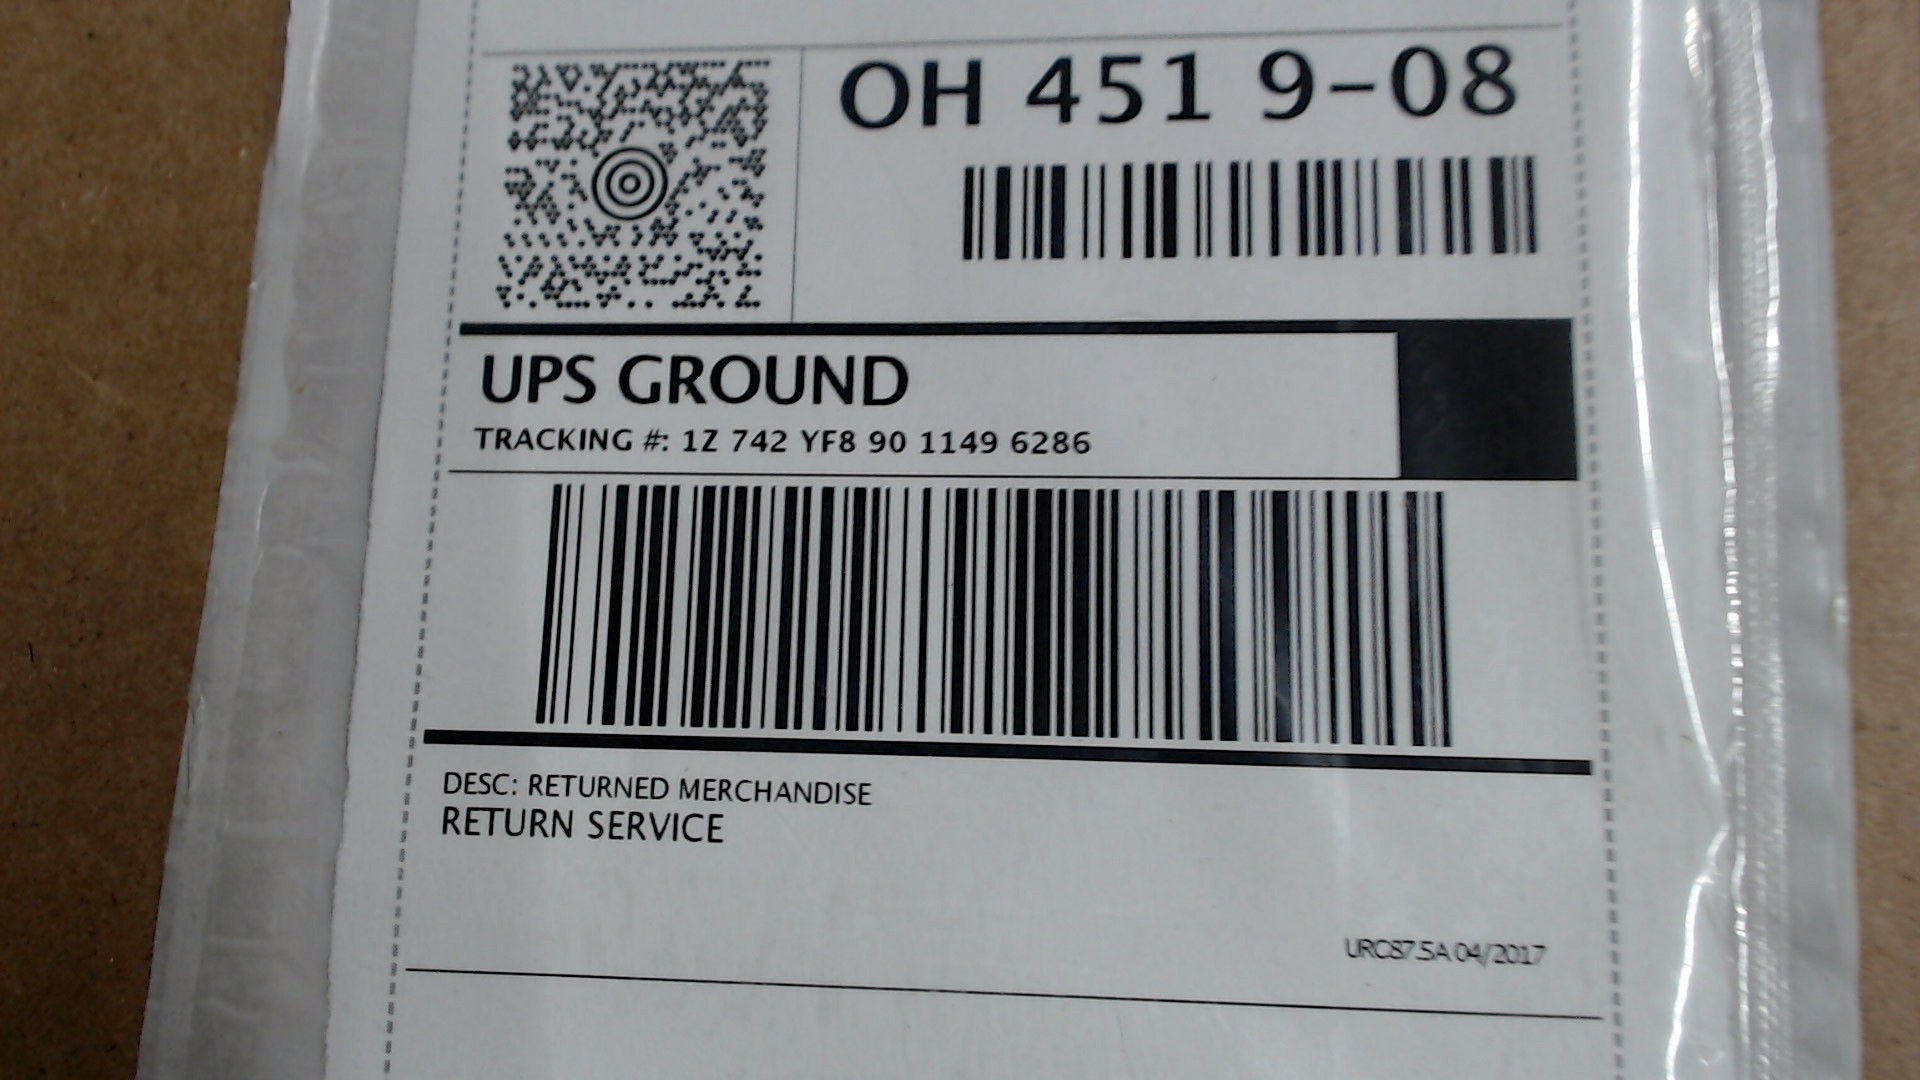 OH 451 9-08
UPS GROUND
TRACKING #: 1Z 742 YF8 90 1149 6286
DESC: RETURNED MERCHANDISE
RETURN SERVICE
URC87.5A 04/2017